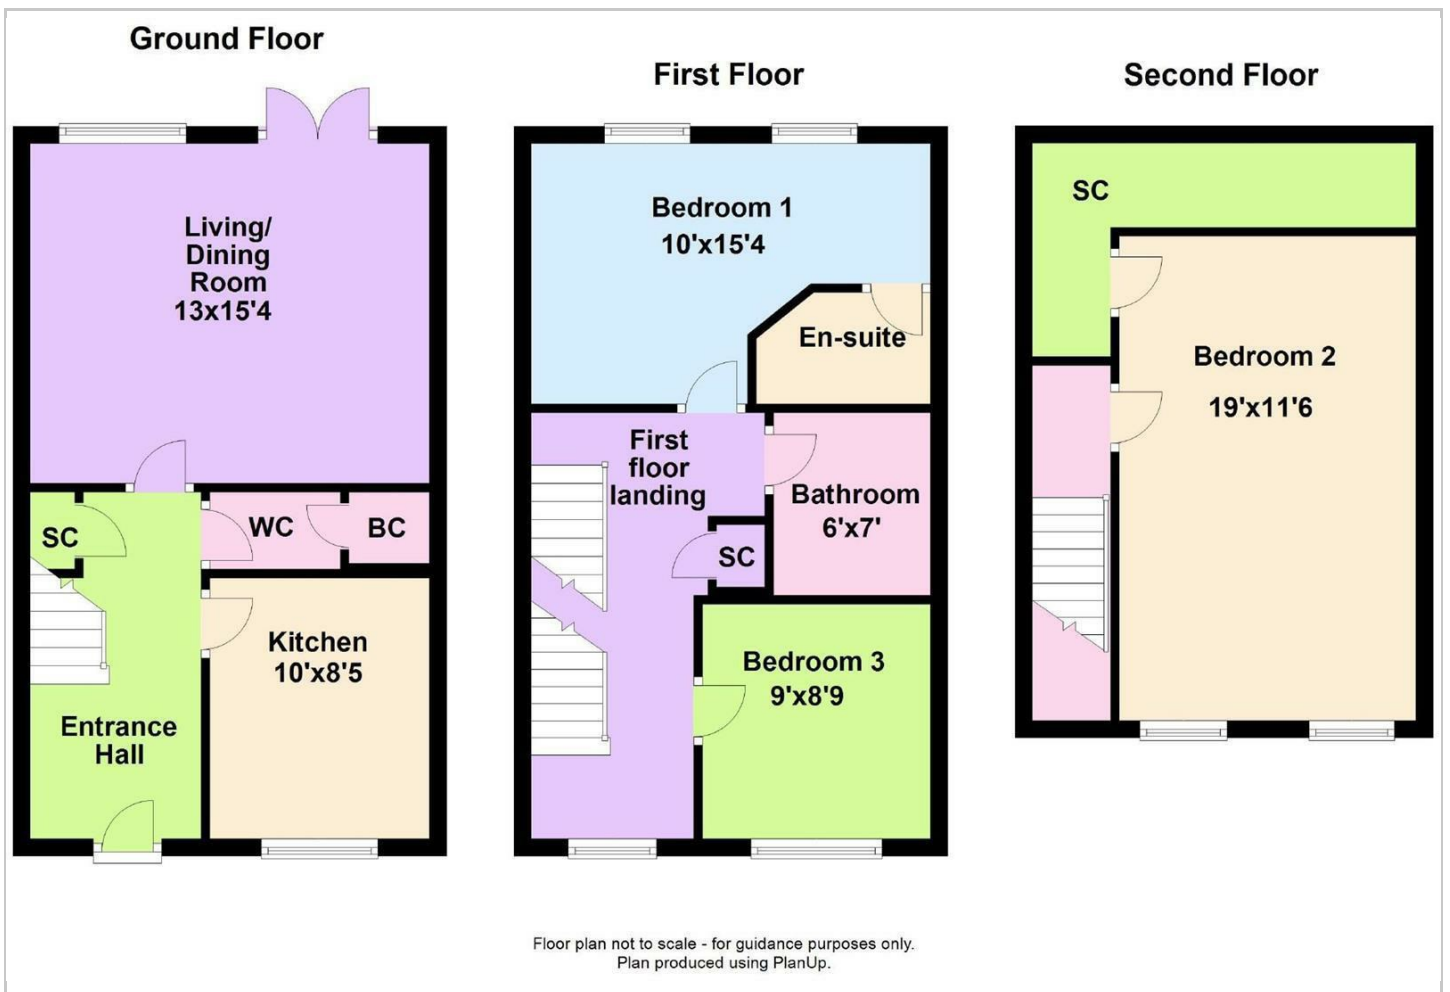 Ground Floor
Living/
Dining
Room
13x15'4
SC
WC
BC
Kitchen
10'x8'5
Entrance
Hall
First Floor
Bedroom 1
10'x15'4
En-suite
First
floor
landing
Bathroom
6'x7'
SC
Bedroom 3
9'x8'9
Second Floor
SC
Bedroom 2
19'x11'6
Floor plan not to scale - for guidance purposes only.
Plan produced using PlanUp.